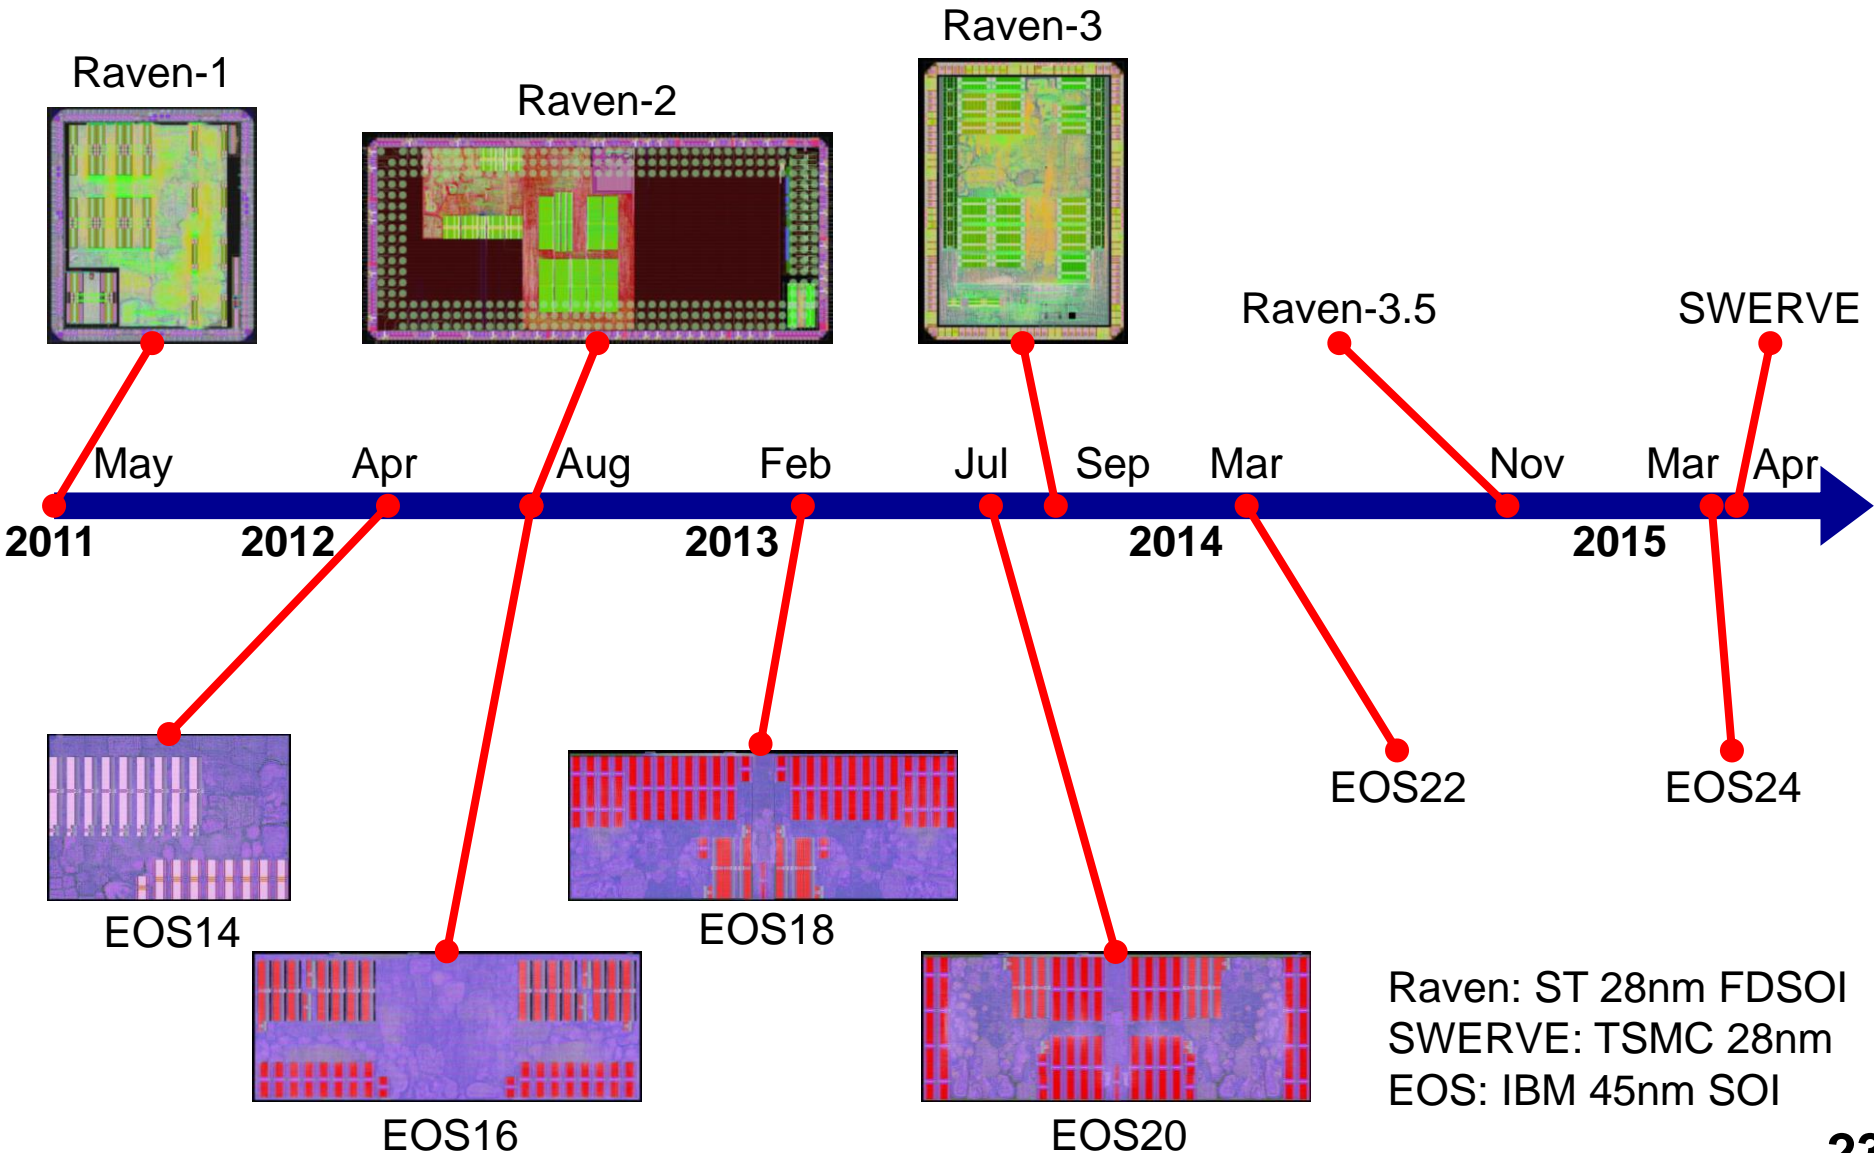 Raven-3
Raven-1
Raven-2
Raven-3.5
SWERVE
May
Apr
Aug
Feb
Jul
Sep
Mar
Nov
Mar
Apr
2011
2012
2013
2014
2015
EOS22
EOS24
EOS14
EOS18
EOS16
EOS20
Raven: ST 28nm FDSOI
SWERVE: TSMC 28nm
EOS: IBM 45nm SOI
23